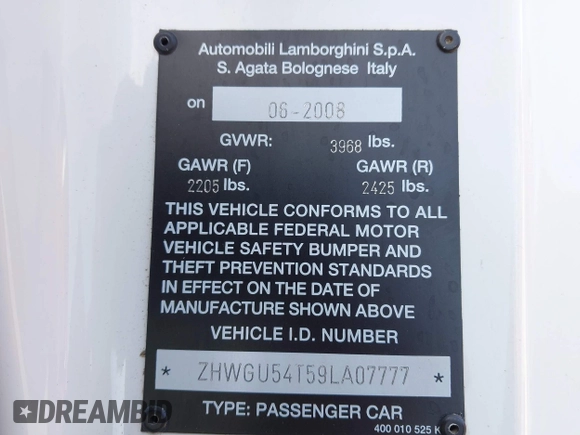 Automobili Lamborghini S.p.A.
S. Agata Bolognese Italy
on 06-2008
GVWR: 3968 lbs.
GAWR (F) GAWR (R)
2205 lbs. 2425 lbs.
THIS VEHICLE CONFORMS TO ALL
APPLICABLE FEDERAL MOTOR
VEHICLE SAFETY BUMPER AND
THEFT PREVENTION STANDARDS
IN EFFECT ON THE DATE OF
MANUFACTURE SHOWN ABOVE
VEHICLE I.D. NUMBER
* ZHWGU54T59LA07777 *
TYPE: PASSENGER CAR
400 010 525 K
DREAMBID